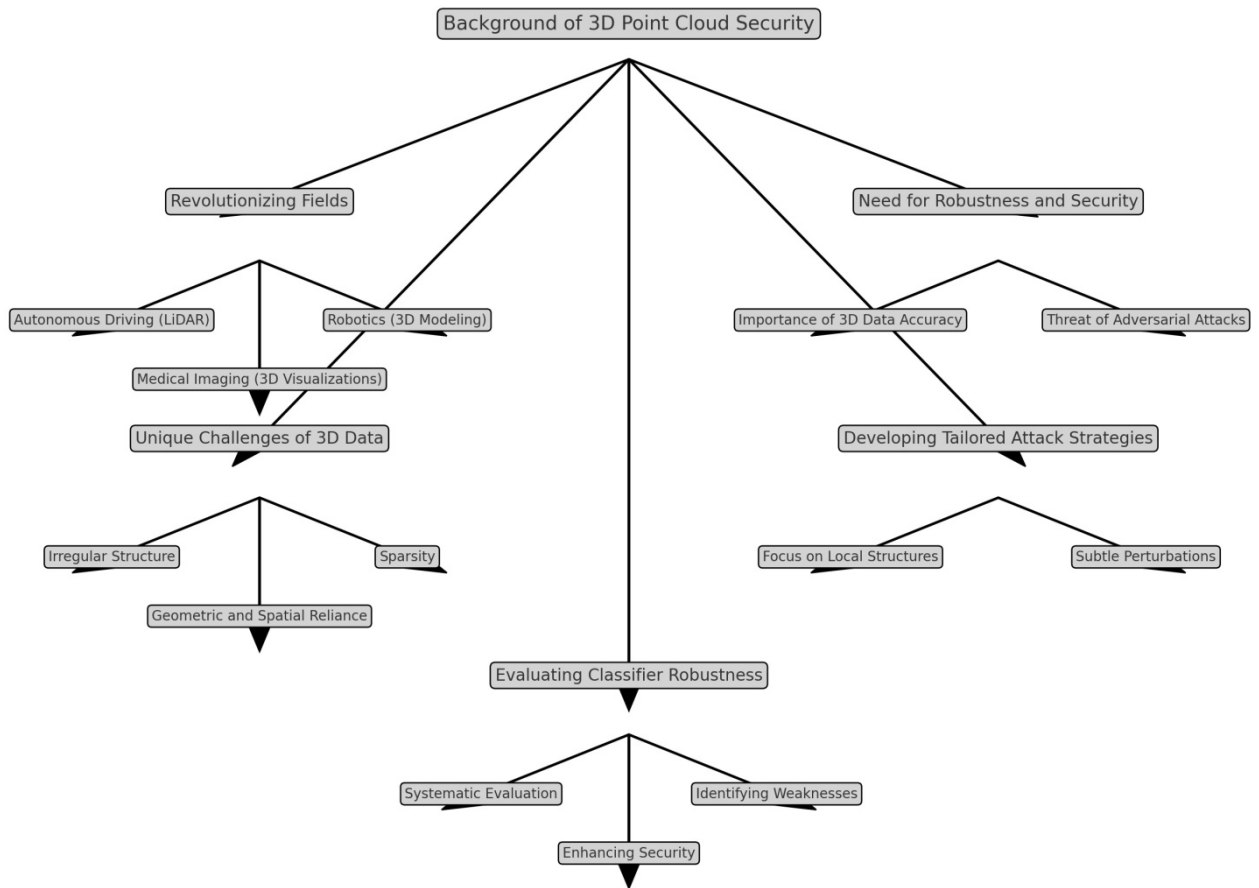 Background of 3D Point Cloud Security
Revolutionizing Fields
Need for Robustness and Security
Autonomous Driving (LiDAR)
Robotics (3D Modeling)
Importance of 3D Data Accuracy
Threat of Adversarial Attacks
Medical Imaging (3D Visualizations)
Unique Challenges of 3D Data
Developing Tailored Attack Strategies
Irregular Structure
Sparsity
Focus on Local Structures
Subtle Perturbations
Geometric and Spatial Reliance
Evaluating Classifier Robustness
Systematic Evaluation
Identifying Weaknesses
Enhancing Security